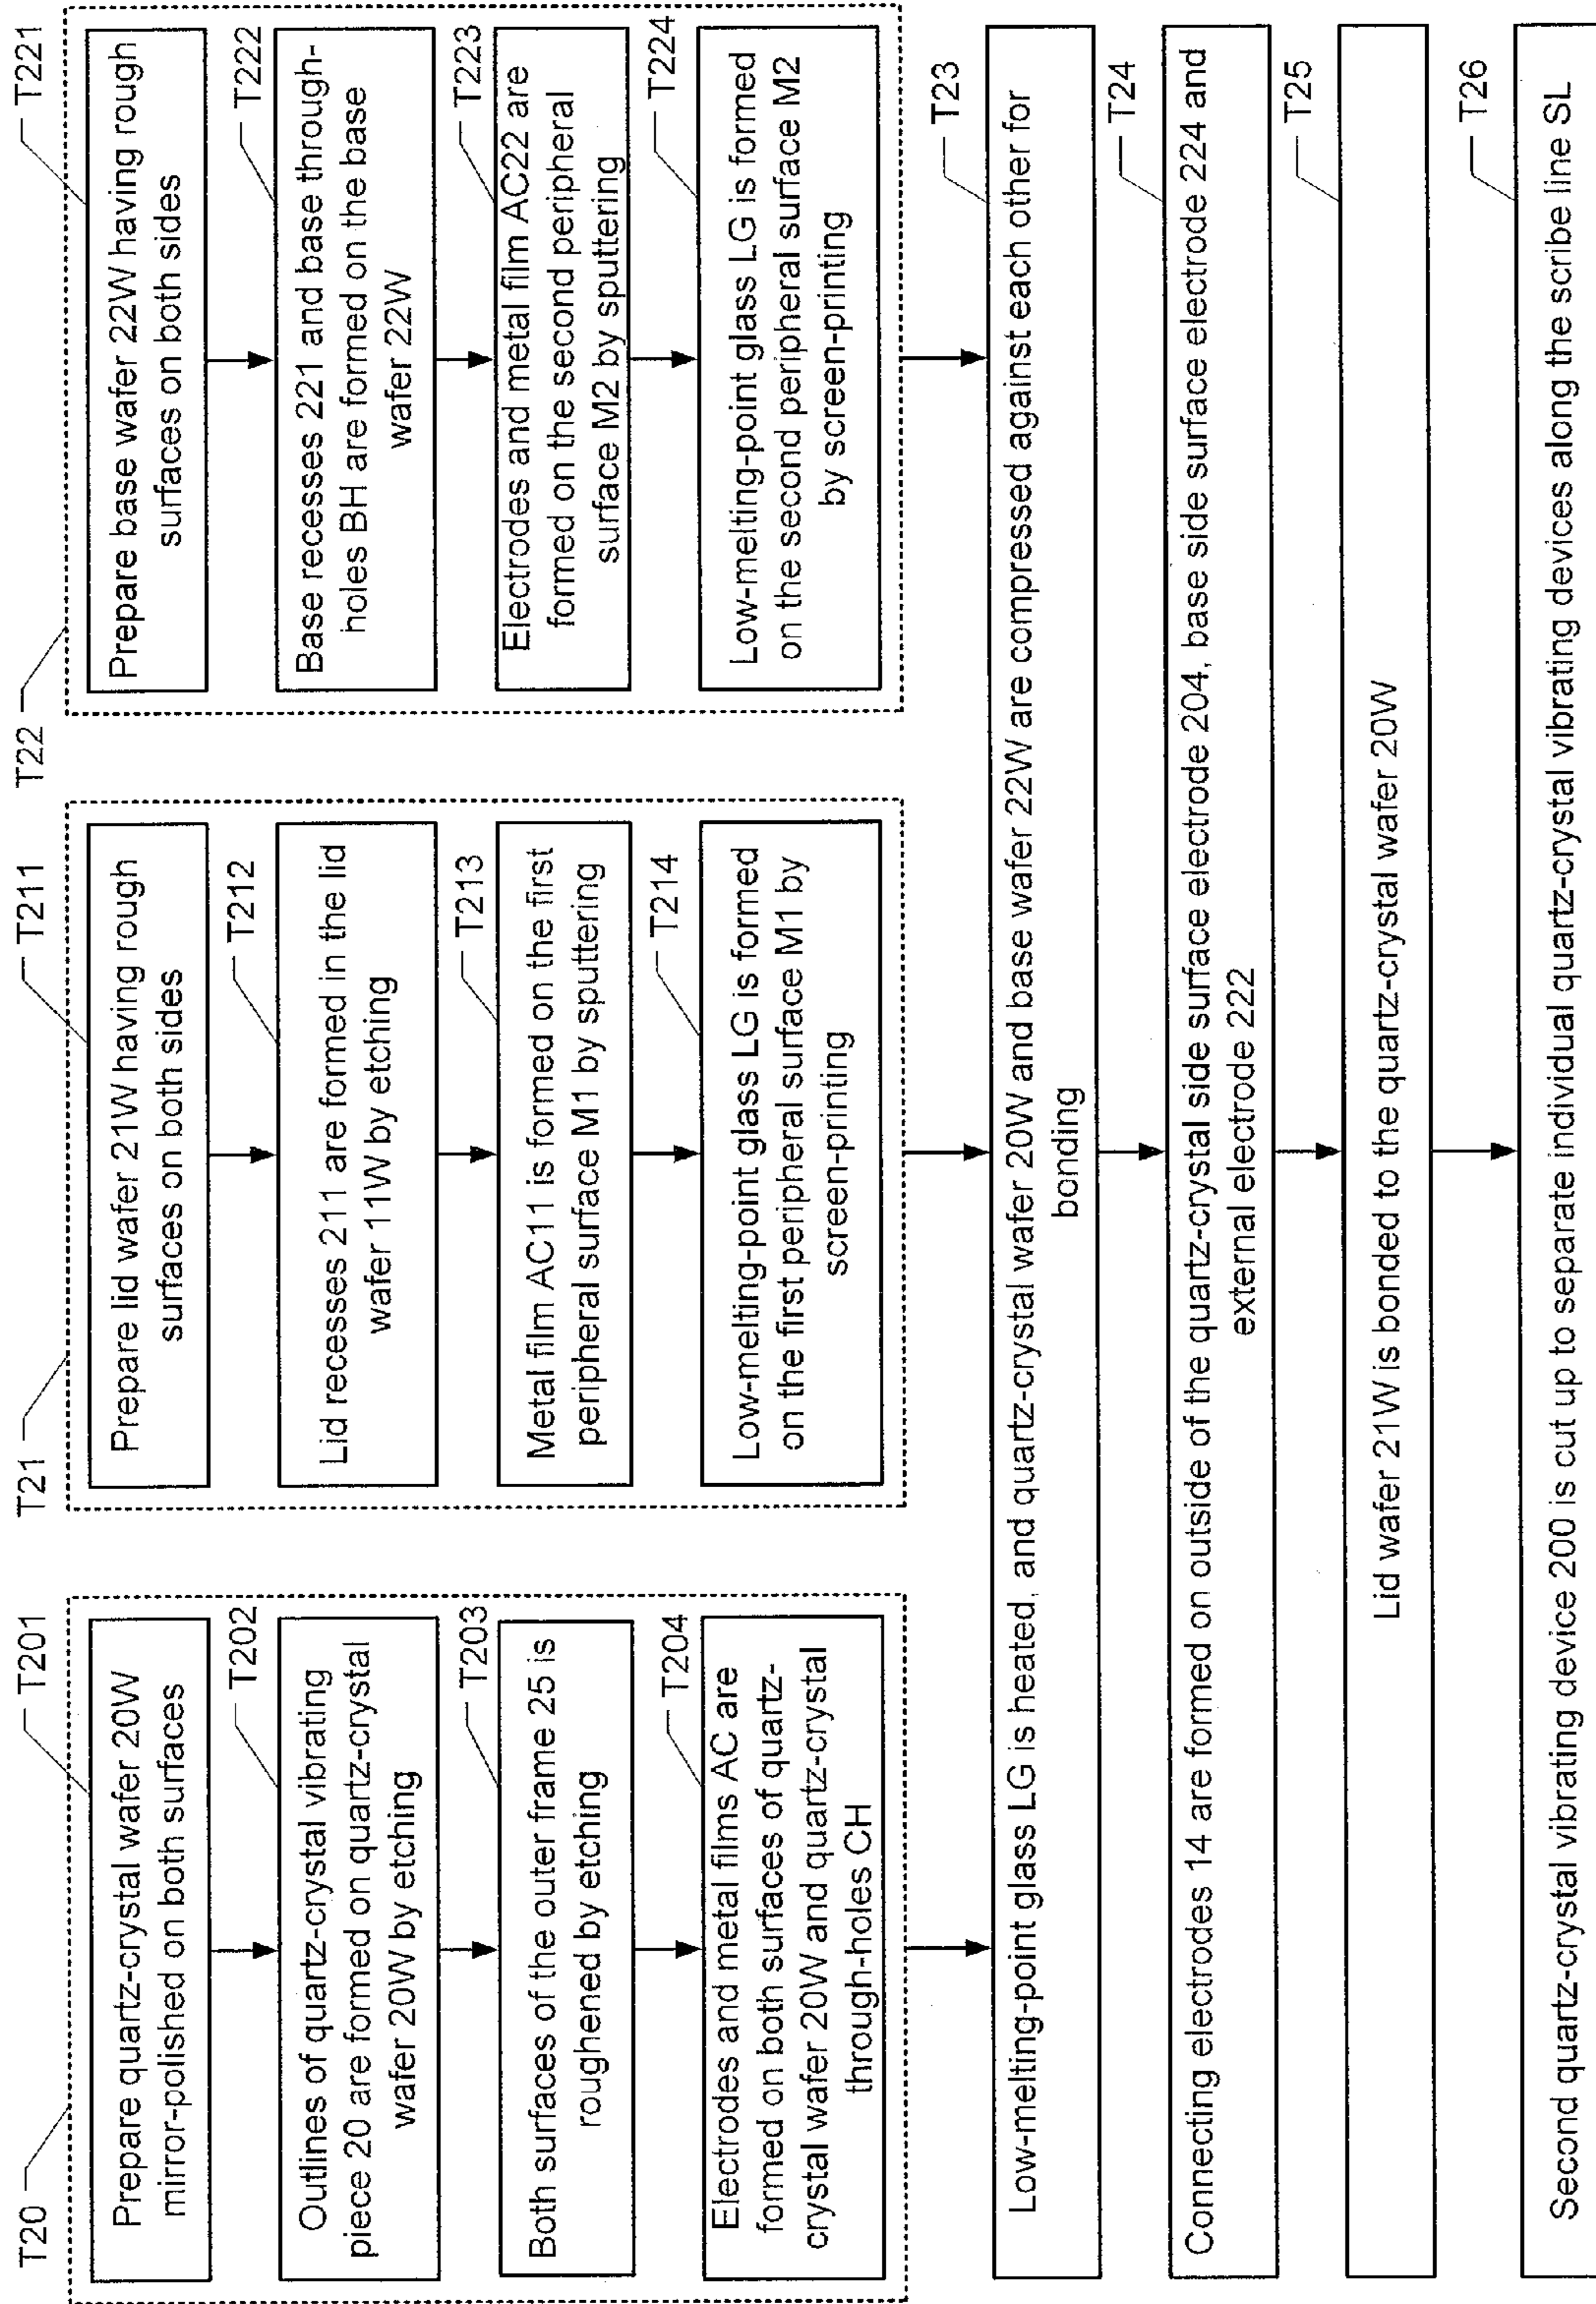 T20
T201
Prepare quartz-crystal wafer 20W
mirror-polished on both surfaces
T202
Outlines of quartz-crystal vibrating
piece 20 are formed on quartz-crystal
wafer 20W by etching
T203
Both surfaces of the outer frame 25 is
roughened by etching
T204
Electrodes and metal films AC are
formed on both surfaces of quartz-
crystal wafer 20W and quartz-crystal
through-holes CH
T21
T211
Prepare lid wafer 21W having rough
surfaces on both sides
T212
Lid recesses 211 are formed in the lid
wafer 11W by etching
T213
Metal film AC11 is formed on the first
peripheral surface M1 by sputtering
T214
Low-melting-point glass LG is formed
on the first peripheral surface M1 by
screen-printing
T22
T221
Prepare base wafer 22W having rough
surfaces on both sides
T222
Base recesses 221 and base through-
holes BH are formed on the base
wafer 22W
T223
Electrodes and metal film AC22 are
formed on the second peripheral
surface M2 by sputtering
T224
Low-melting-point glass LG is formed
on the second peripheral surface M2
by screen-printing
T23
Low-melting-point glass LG is heated, and quartz-crystal wafer 20W and base wafer 22W are compressed against each other for
bonding
T24
Connecting electrodes 14 are formed on outside of the quartz-crystal side surface electrode 204, base side surface electrode 224 and
external electrode 222
T25
Lid wafer 21W is bonded to the quartz-crystal wafer 20W
T26
Second quartz-crystal vibrating device 200 is cut up to separate individual quartz-crystal vibrating devices along the scribe line SL